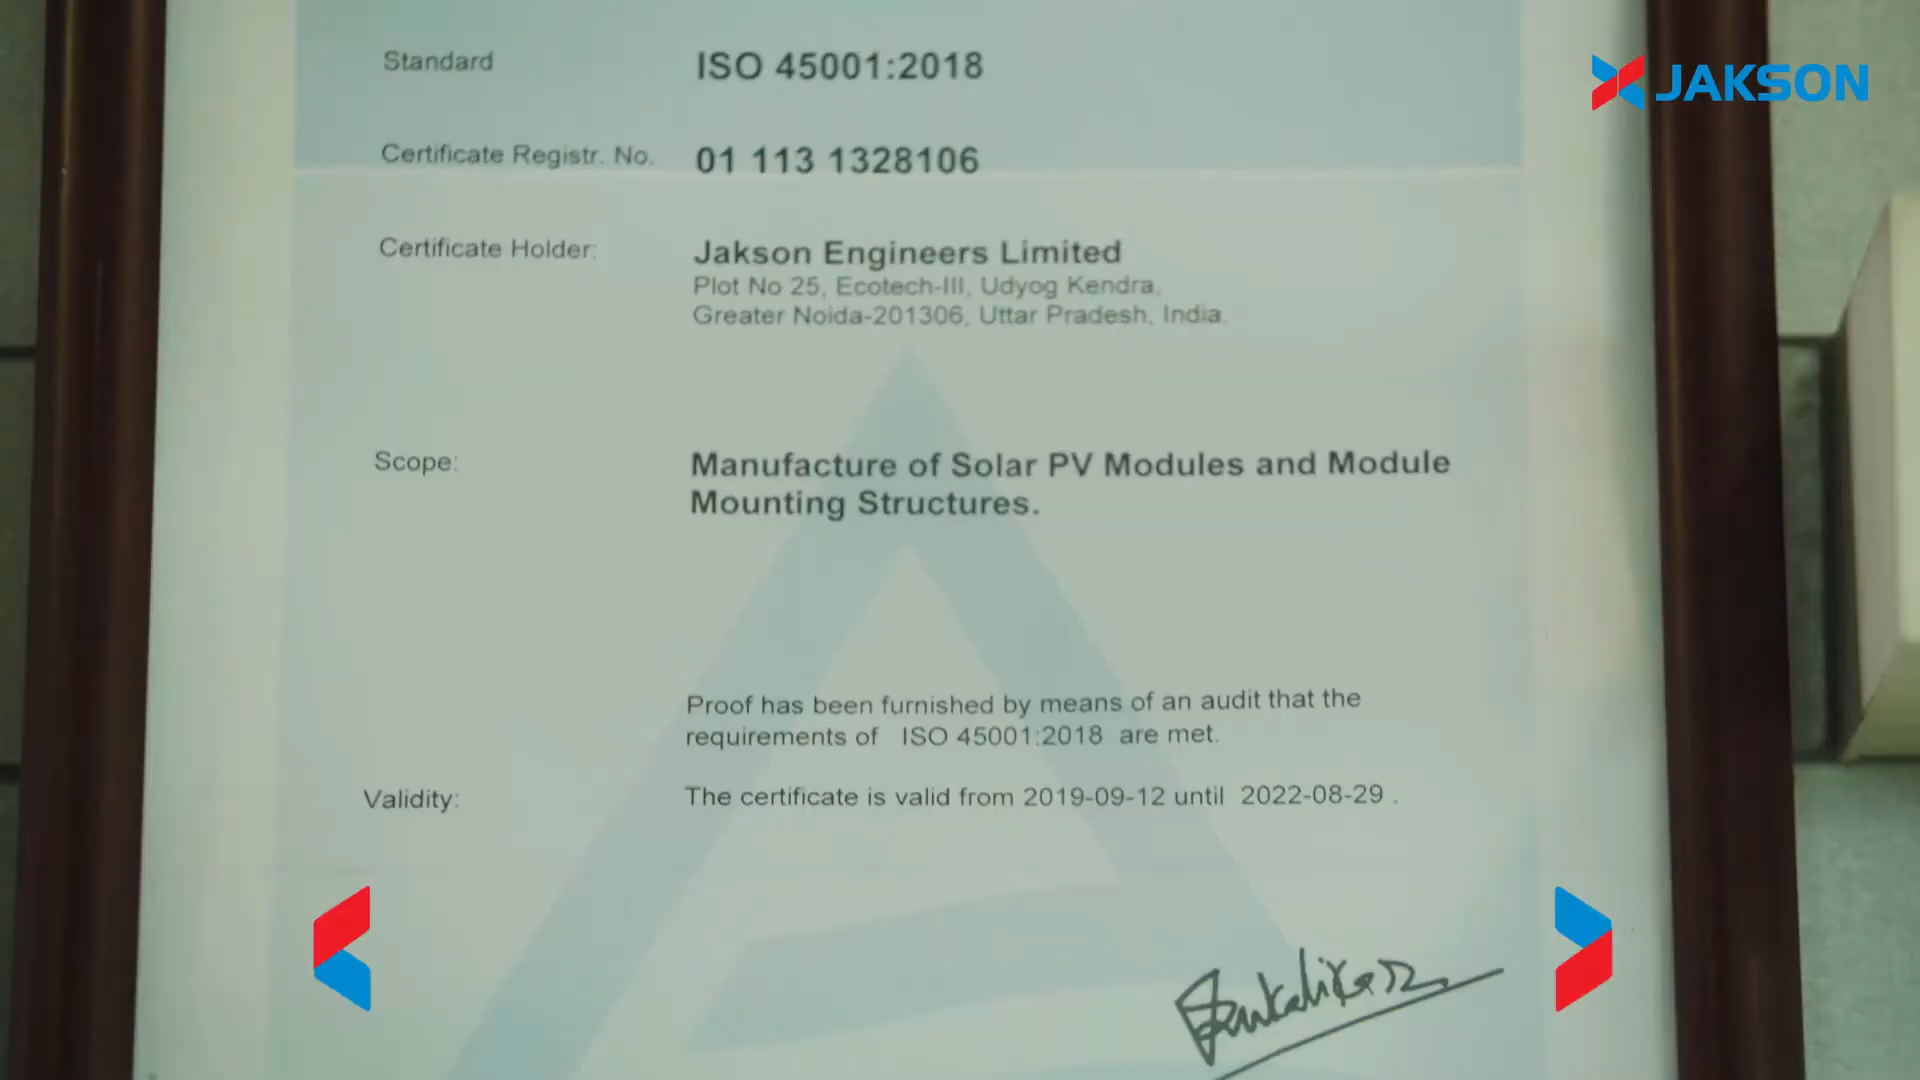 Standard ISO 45001:2018
JAKSON
Certificate Registr. No. 01 113 1328106
Certificate Holder: Jakson Engineers Limited
Plot No 25, Ecotech-III, Udyog Kendra,
Greater Noida-201306, Uttar Pradesh, India.
Scope: Manufacture of Solar PV Modules and Module
Mounting Structures.
Proof has been furnished by means of an audit that the
requirements of ISO 45001:2018 are met.
Validity: The certificate is valid from 2019-09-12 until 2022-08-29 .